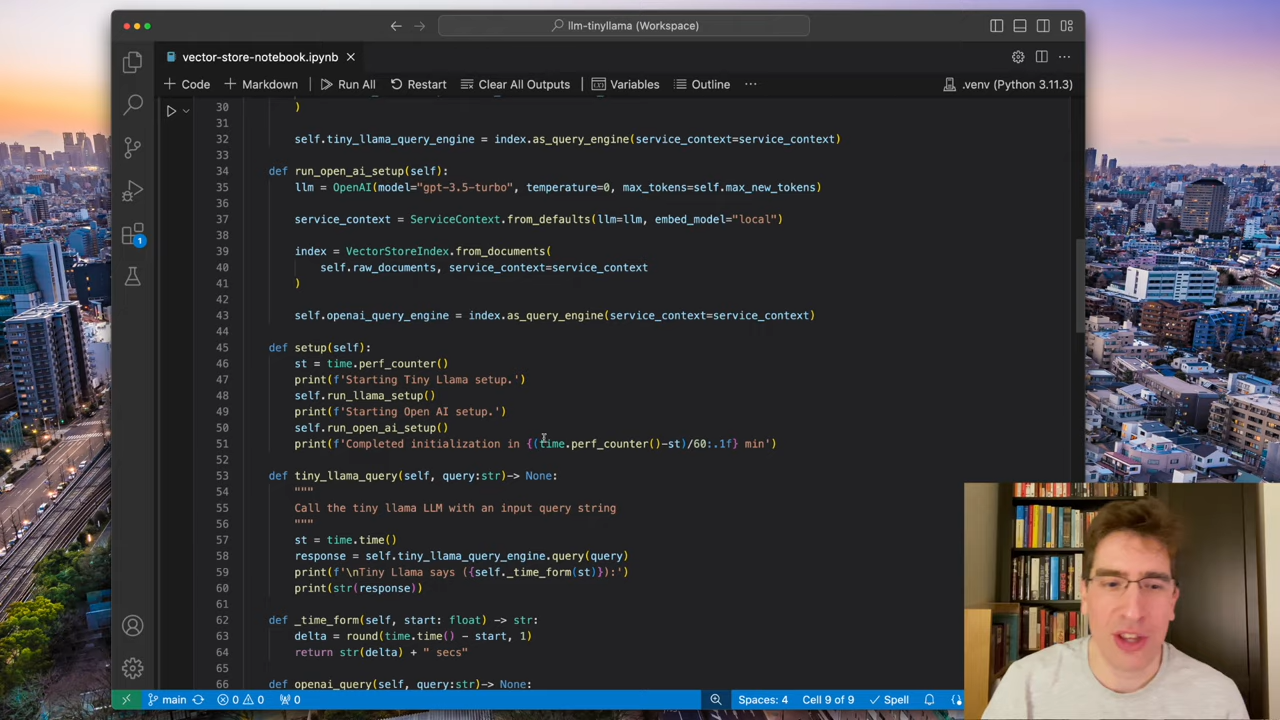 llm-tinyllama (Workspace)
vector-store-notebook.ipynb
Code Markdown Run All Restart Clear All Outputs Variables Outline ... .venv (Python 3.11.3)
30 )
31
32 self.tiny_llama_query_engine = index.as_query_engine(service_context=service_context)
33
34 def run_open_ai_setup(self):
35 llm = OpenAI(model="gpt-3.5-turbo", temperature=0, max_tokens=self.max_new_tokens)
36
37 service_context = ServiceContext.from_defaults(llm=llm, embed_model="local")
38
39 index = VectorStoreIndex.from_documents(
40 self.raw_documents, service_context=service_context
41 )
42
43 self.openai_query_engine = index.as_query_engine(service_context=service_context)
44
45 def setup(self):
46 st = time.perf_counter()
47 print(f'Starting Tiny Llama setup.')
48 self.run_llama_setup()
49 print(f'Starting Open AI setup.')
50 self.run_open_ai_setup()
51 print(f'Completed initialization in {(time.perf_counter()-st)/60:.1f} min')
52
53 def tiny_llama_query(self, query:str)-> None:
54 """
55 Call the tiny llama LLM with an input query string
56 """
57 st = time.time()
58 response = self.tiny_llama_query_engine.query(query)
59 print(f'\nTiny Llama says ({self._time_form(st)}):')
60 print(str(response))
61
62 def _time_form(self, start: float) -> str:
63 delta = round(time.time() - start, 1)
64 return str(delta) + " secs"
65
66 def openai_query(self, query:str)-> None:
1
main 0 0 0 Spaces: 4 Cell 9 of 9 Spell